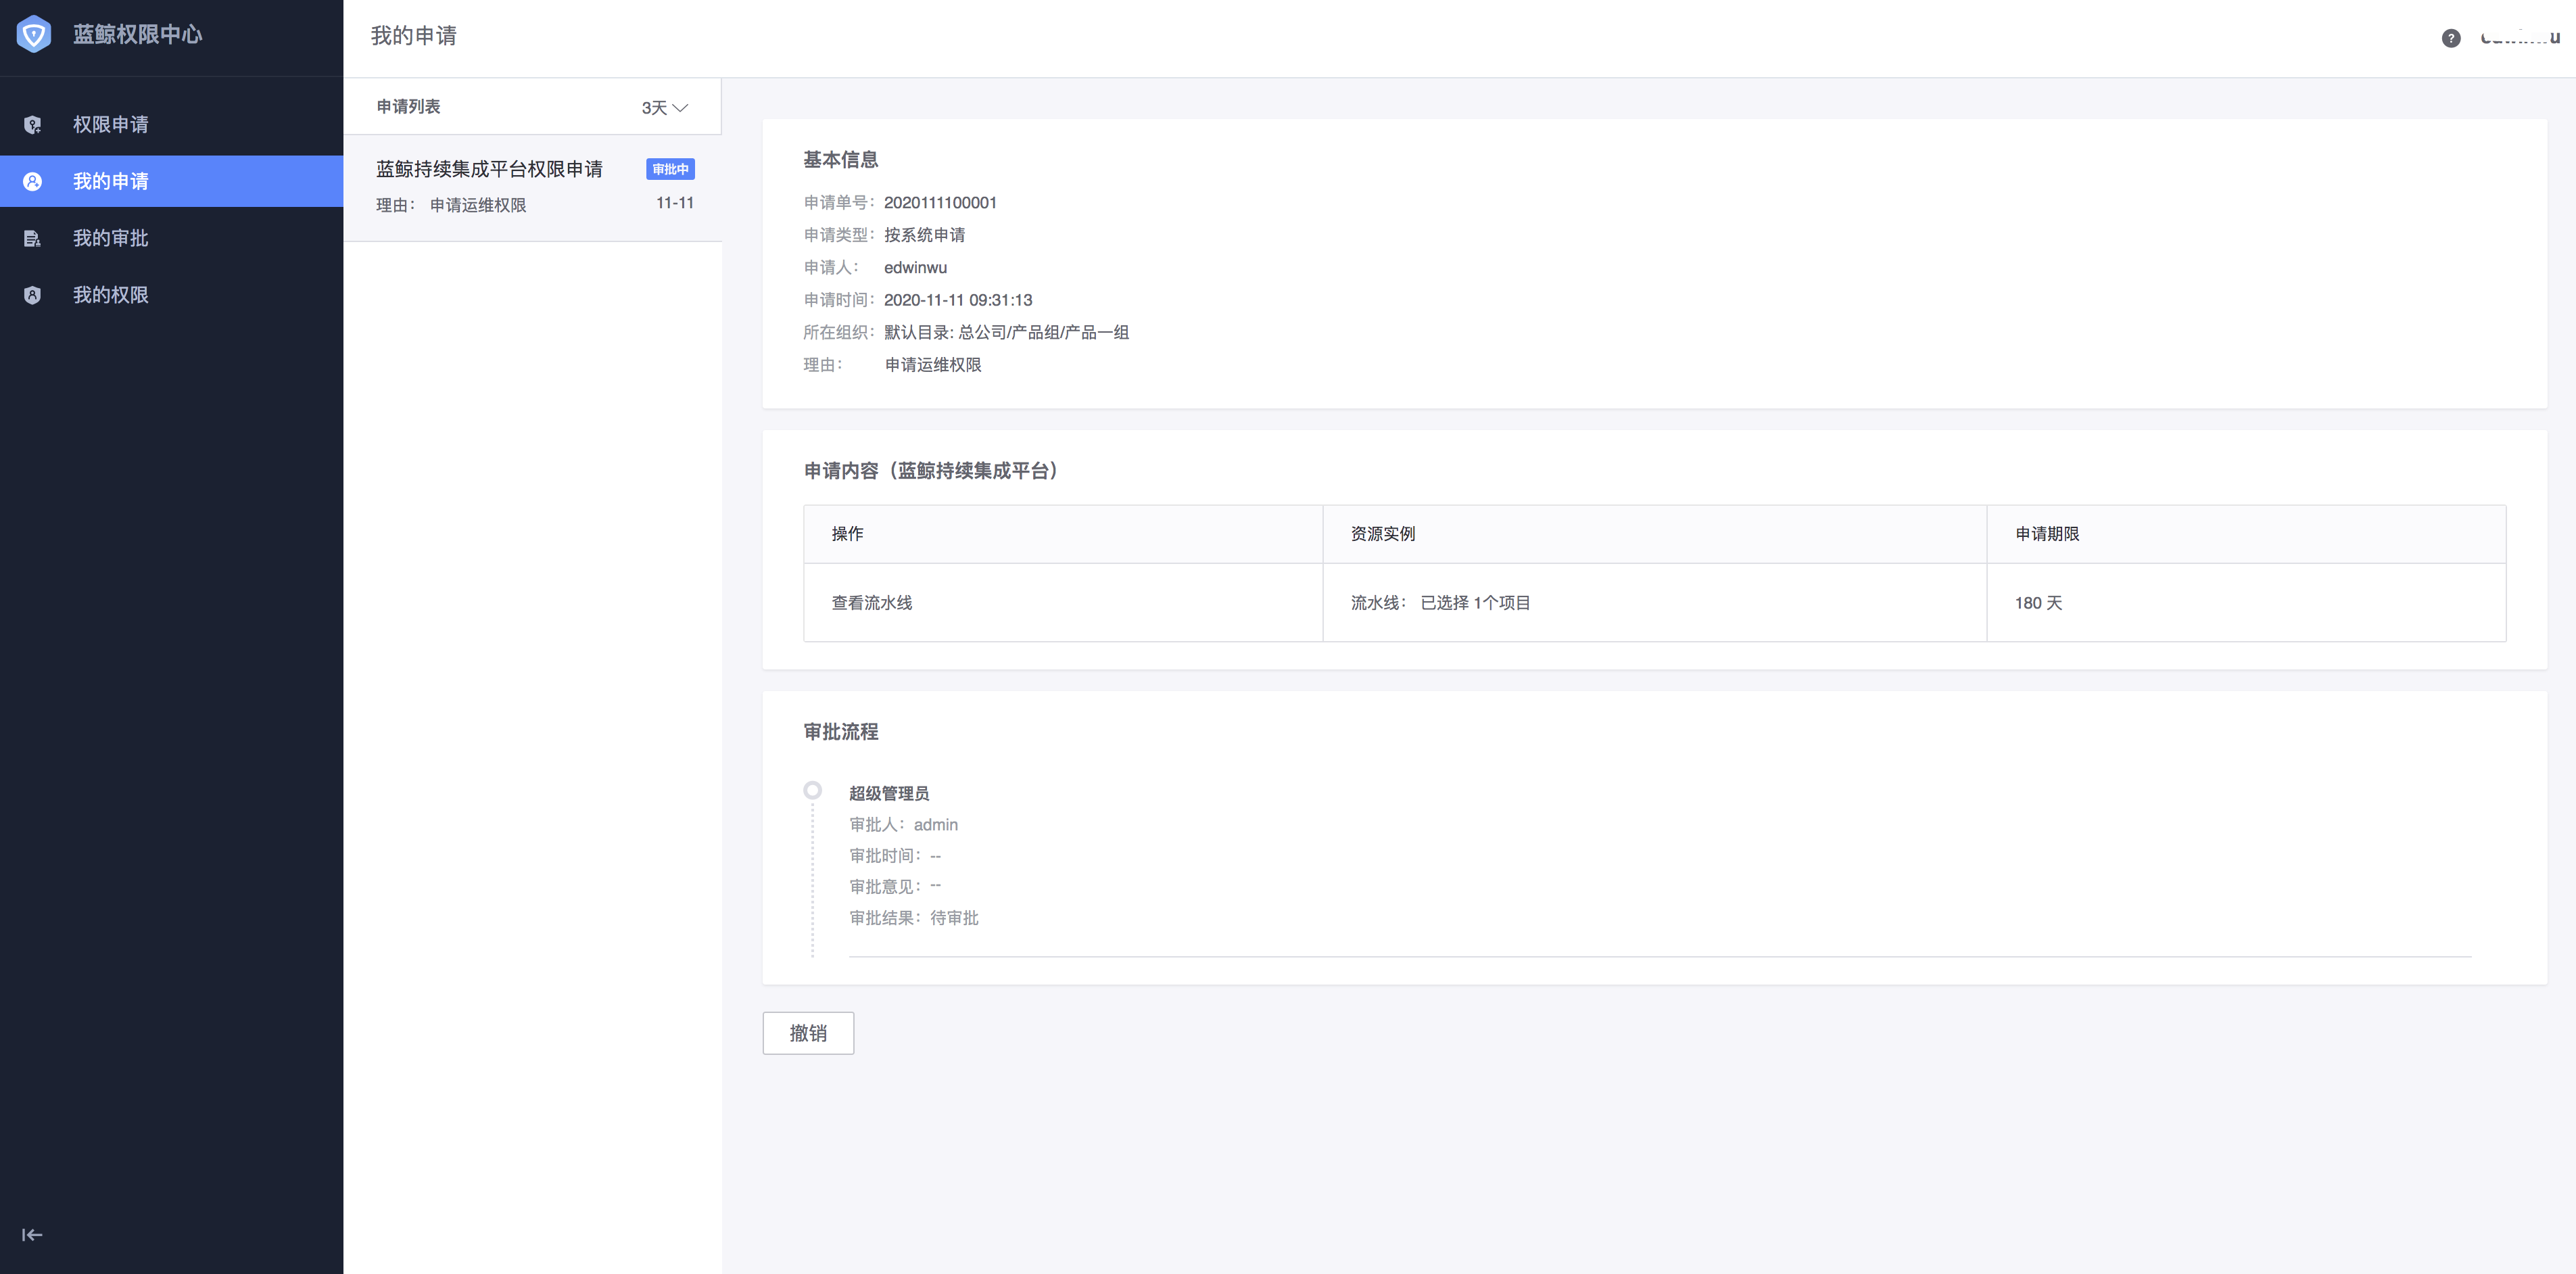 蓝鲸权限中心
权限申请
我的申请
我的审批
我的权限
我的申请
?
申请列表
3天
蓝鲸持续集成平台权限申请
审批中
理由： 申请运维权限
11-11
基本信息
申请单号： 2020111100001
申请类型： 按系统申请
申请人： edwinwu
申请时间： 2020-11-11 09:31:13
所在组织： 默认目录: 总公司/产品组/产品一组
理由： 申请运维权限
申请内容（蓝鲸持续集成平台）
操作 资源实例 申请期限
查看流水线 流水线： 已选择 1个项目 180 天
审批流程
超级管理员
审批人： admin
审批时间： --
审批意见： --
审批结果： 待审批
撤销